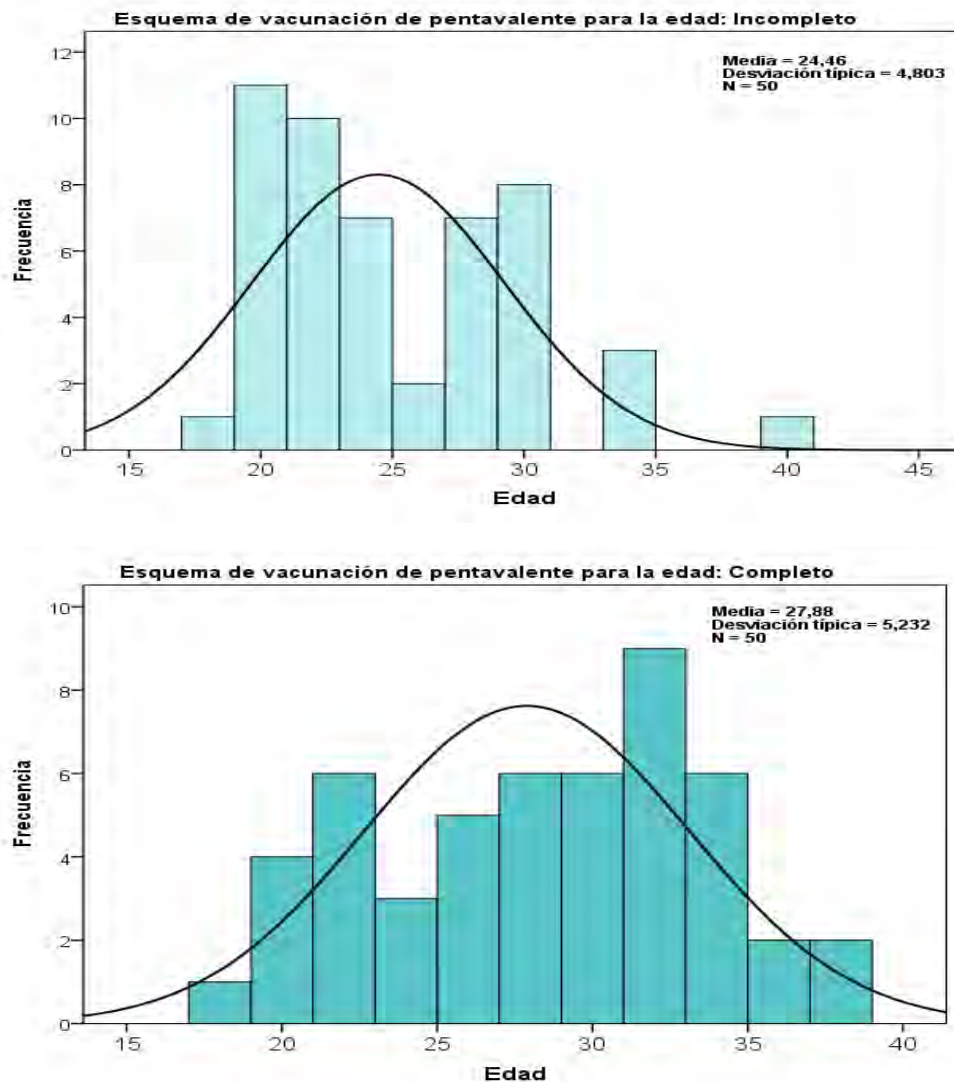 Esquema de vacunación de pentavalente para la edad: Incompleto
Media = 24,46
Desviación típica = 4,803
N = 50
12
10
8
6
4
2
0
Frecuencia
15 20 25 30 35 40 45
Edad
Esquema de vacunación de pentavalente para la edad: Completo
Media = 27,88
Desviación típica = 5,232
N = 50
10
8
6
4
2
0
Frecuencia
15 20 25 30 35 40
Edad